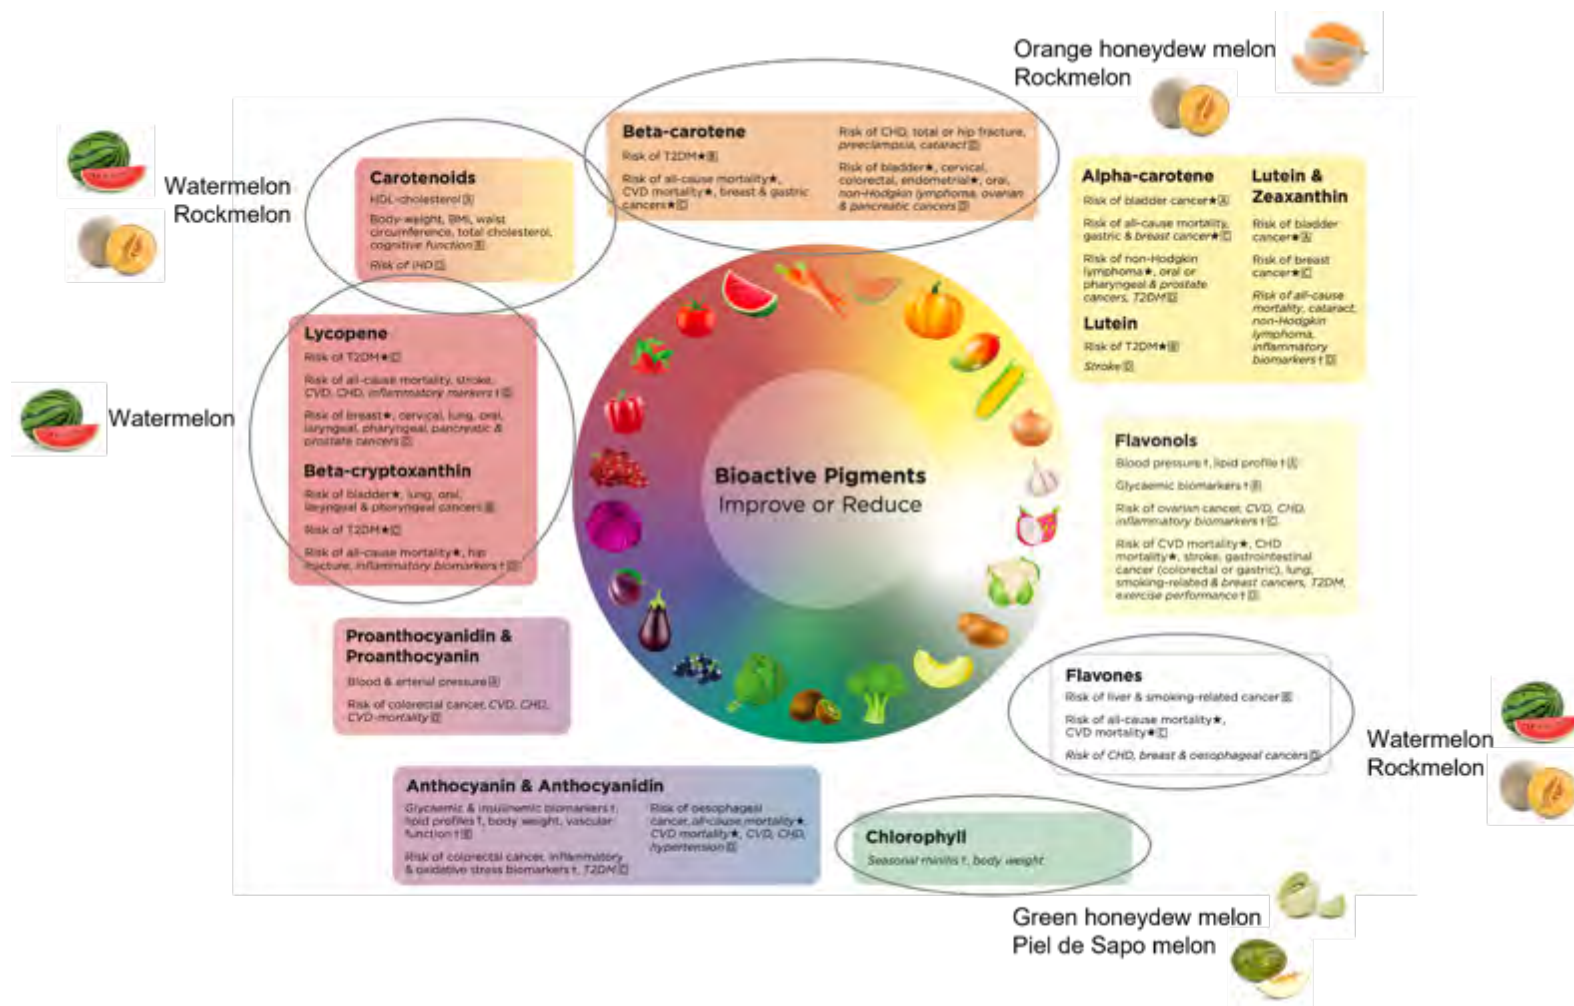 Orange honeydew melon
Rockmelon
Watermelon
Rockmelon
Carotenoids
HDL-cholesterol [A]
Body weight, BMI, waist
circumference, total cholesterol,
cognitive function [B]
Risk of IHD [D]
Beta-carotene
Risk of T2DM★ [B]
Risk of all-cause mortality★,
CVD mortality★, breast & gastric
cancers★ [C]
Risk of CHD, total or hip fracture,
preeclampsia, cataract [D]
Risk of bladder★, cervical,
colorectal, endometrial★, oral,
non-Hodgkin lymphoma, ovarian
& pancreatic cancers [D]
Alpha-carotene
Risk of bladder cancer★ [A]
Risk of all-cause mortality,
gastric & breast cancer★ [C]
Risk of non-Hodgkin
lymphoma★, oral or
pharyngeal & prostate
cancers, T2DM [D]
Lutein
Risk of T2DM★ [B]
Stroke [D]
Lutein &
Zeaxanthin
Risk of bladder
cancer★ [A]
Risk of breast
cancer★ [C]
Risk of all-cause
mortality, cataract,
non-Hodgkin
lymphoma,
inflammatory
biomarkers† [D]
Watermelon
Lycopene
Risk of T2DM★ [C]
Risk of all-cause mortality, stroke,
CVD, CHD, inflammatory markers†
Risk of breast★, cervical, lung, oral,
laryngeal, pharyngeal, pancreatic &
prostate cancers [D]
Beta-cryptoxanthin
Risk of bladder★, lung, oral,
laryngeal & pharyngeal cancers [B]
Risk of T2DM★ [C]
Risk of all-cause mortality★, hip
fracture, inflammatory biomarkers† [D]
Bioactive Pigments
Improve or Reduce
Flavonols
Blood pressure†, lipid profile† [A]
Glycaemic biomarkers† [B]
Risk of ovarian cancer, CVD, CHD,
inflammatory biomarkers† [C]
Risk of CVD mortality★, CHD
mortality★, stroke, gastrointestinal
cancer (colorectal or gastric), lung,
smoking-related & breast cancers, T2DM,
exercise performance† [D]
Proanthocyanidin &
Proanthocyanin
Blood & arterial pressure [A]
Risk of colorectal cancer, CVD, CHD,
CVD-mortality [D]
Flavones
Risk of liver & smoking-related cancer [B]
Risk of all-cause mortality★,
CVD mortality★ [C]
Risk of CHD, breast & oesophageal cancers [D]
Watermelon
Rockmelon
Anthocyanin & Anthocyanidin
Glycaemic & insulinemic biomarkers†,
lipid profiles†, body weight, vascular
function† [B]
Risk of colorectal cancer, inflammatory
& oxidative stress biomarkers†, T2DM [C]
Risk of oesophageal
cancer, all-cause mortality★,
CVD mortality★, CVD, CHD,
hypertension [D]
Chlorophyll
Seasonal rhinitis†, body weight
Green honeydew melon
Piel de Sapo melon